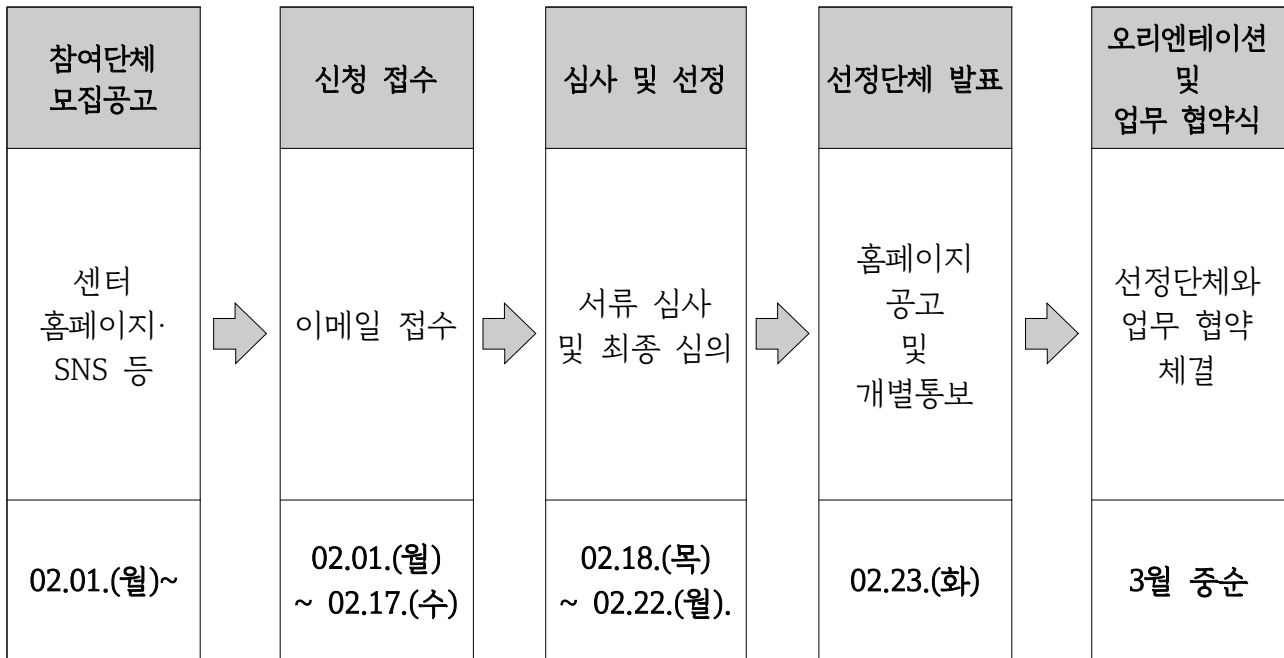 참여단체
모집공고
센터
홈페이지·
SNS 등
02.01.(월)~
신청 접수
이메일 접수
02.01.(월)
~ 02.17.(수)
심사 및 선정
서류 심사
및 최종 심의
02.18.(목)
~ 02.22.(월).
선정단체 발표
홈페이지
공고
및
개별통보
02.23.(화)
오리엔테이션
및
업무 협약식
선정단체와
업무 협약
체결
3월 중순